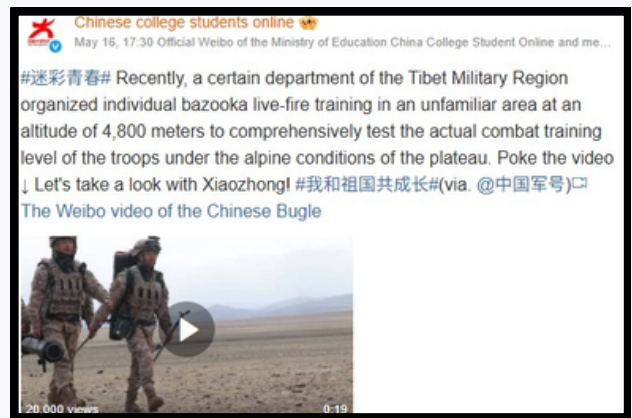 Chinese college students online
May 16, 17:30 Official Weibo of the Ministry of Education China College Student Online and me...
#迷彩青春# Recently, a certain department of the Tibet Military Region
organized individual bazooka live-fire training in an unfamiliar area at an
altitude of 4,800 meters to comprehensively test the actual combat training
level of the troops under the alpine conditions of the plateau. Poke the video
↓ Let's take a look with Xiaozhong! #我和祖国共成长#(via. @中国军号)
The Weibo video of the Chinese Bugle
20,000 views
0:19